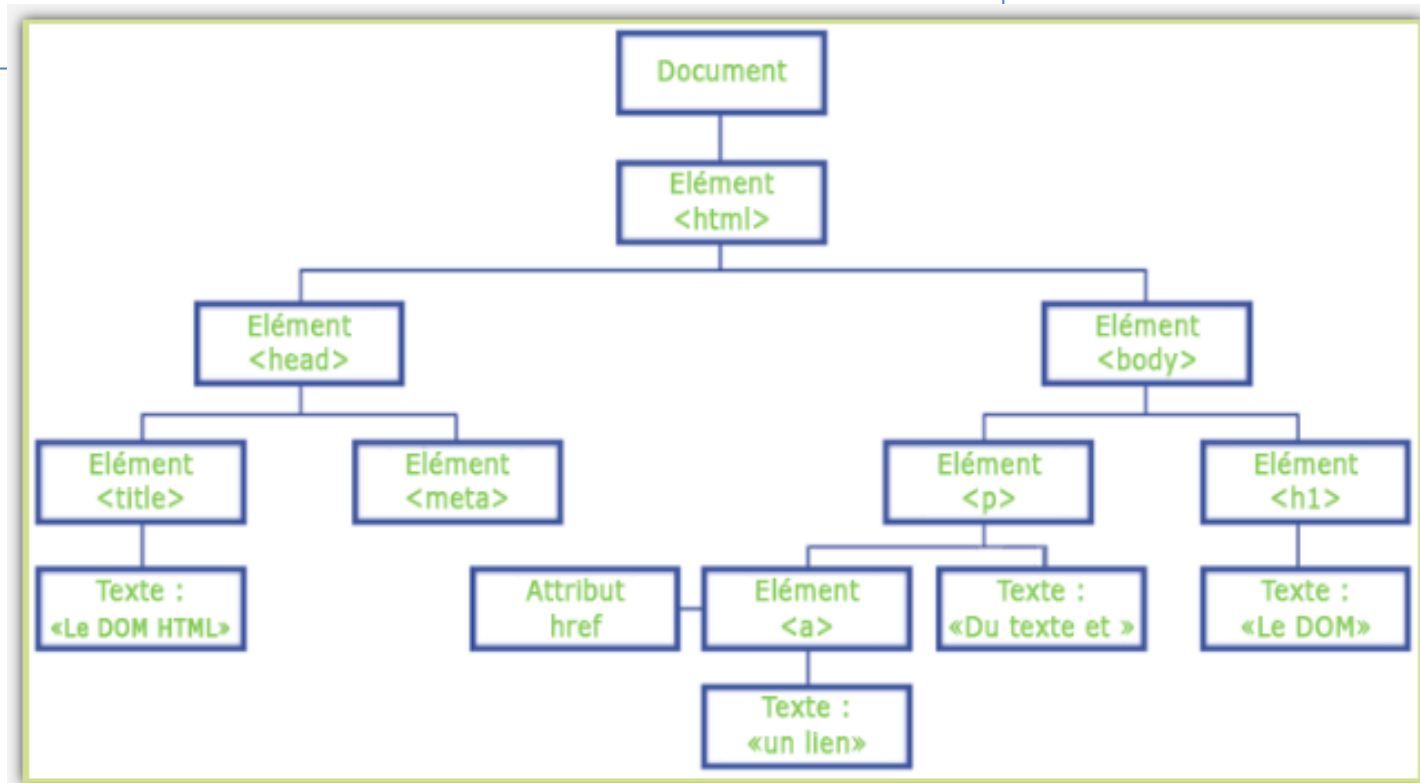 Document
Elément
<html>
Elément
<head>
Elément
<body>
Elément
<title>
Elément
<meta>
Elément
<p>
Elément
<h1>
Texte :
«Le DOM HTML»
Attribut
href
Elément
<a>
Texte :
«Du texte et »
Texte :
«Le DOM»
Texte :
«un lien»